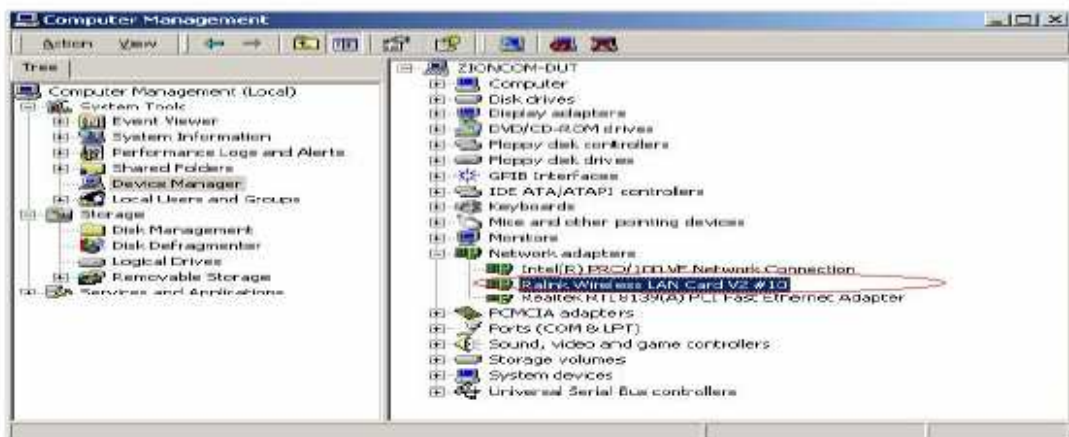 Computer Management
Action View
Tree
Computer Management (Local)
System Tools
Event Viewer
System Information
Performance Logs and Alerts
Shared Folders
Device Manager
Local Users and Groups
Storage
Disk Management
Disk Defragmenter
Logical Drives
Removable Storage
Services and Applications
ZIONCOM-DUT
Computer
Disk drives
Display adapters
DVD/CD-ROM drives
Floppy disk controllers
Floppy disk drives
GPIB Interfaces
IDE ATA/ATAPI controllers
Keyboards
Mice and other pointing devices
Monitors
Network adapters
Intel(R) PRO/100 VE Network Connection
Ralink Wireless LAN Card V2 #10
Realtek RTL8139(A) PCI Fast Ethernet Adapter
PCMCIA adapters
Ports (COM & LPT)
Sound, video and game controllers
Storage volumes
System devices
Universal Serial Bus controllers